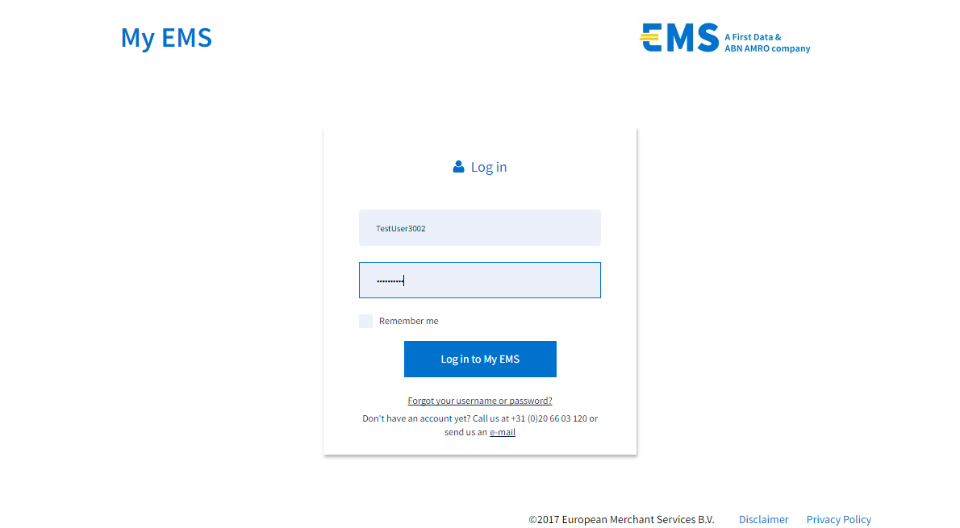 My EMS
EMS
A First Data &
ABN AMRO company
Log in
TestUser3002
••••••••••
Remember me
Log in to My EMS
Forgot your username or password?
Don't have an account yet? Call us at +31 (0)20 66 03 120 or
send us an e-mail
©2017 European Merchant Services B.V. Disclaimer Privacy Policy